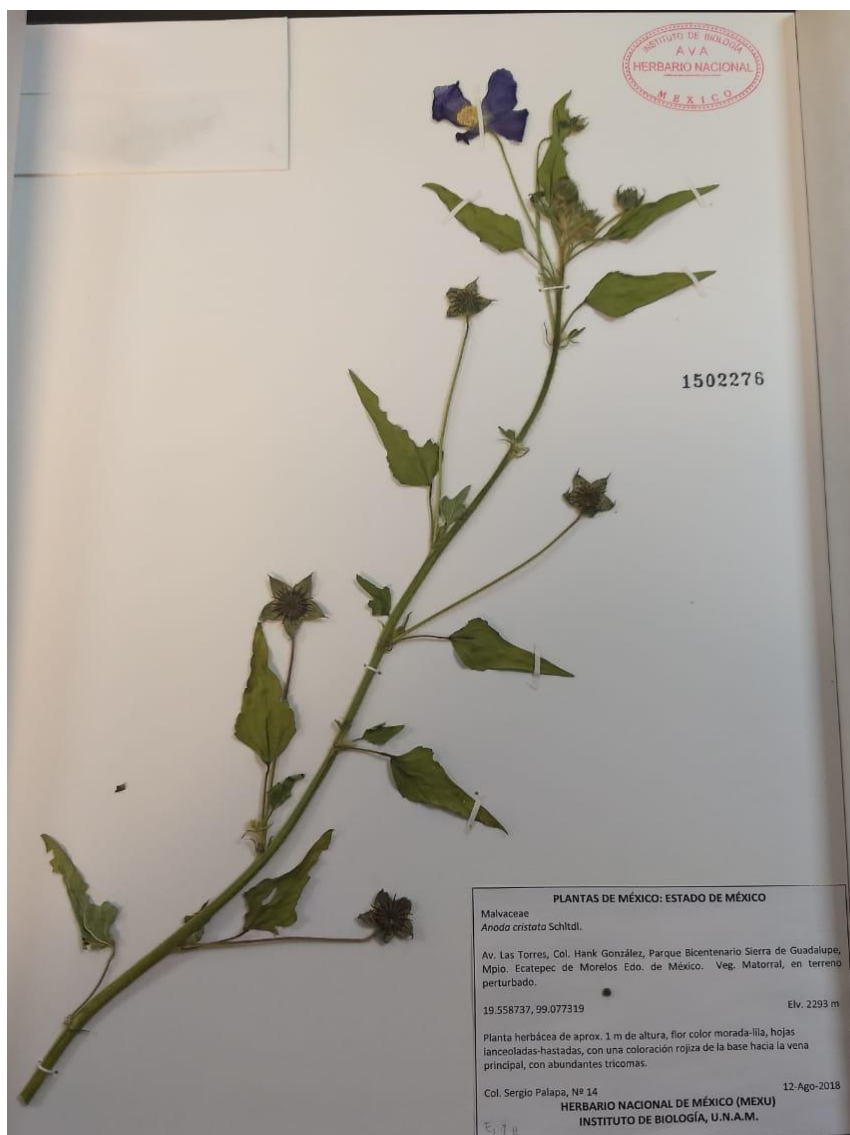 INSTITUTO DE BIOLOGÍA
AVA
HERBARIO NACIONAL
MEXICO
1502276
PLANTAS DE MÉXICO: ESTADO DE MÉXICO
Malvaceae
Anoda cristata Schltdl.
Av. Las Torres, Col. Hank González, Parque Bicentenario Sierra de Guadalupe,
Mpio. Ecatepec de Morelos Edo. de México. Veg. Matorral, en terreno
perturbado.
19.558737, 99.077319 Elv. 2293 m
Planta herbácea de aprox. 1 m de altura, flor color morada-lila, hojas
lanceoladas-hastadas, con una coloración rojiza de la base hacia la vena
principal, con abundantes tricomas.
Col. Sergio Palapa, Nº 14 12-Ago-2018
HERBARIO NACIONAL DE MÉXICO (MEXU)
INSTITUTO DE BIOLOGÍA, U.N.A.M.